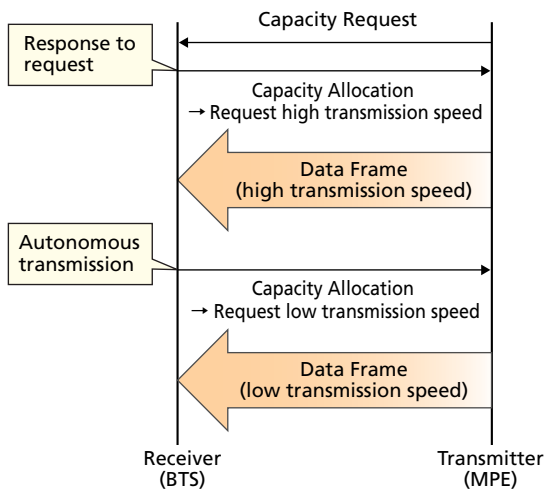 Capacity Request
Response to
request
Capacity Allocation
→ Request high transmission speed
Data Frame
(high transmission speed)
Autonomous
transmission
Capacity Allocation
→ Request low transmission speed
Data Frame
(low transmission speed)
Receiver
(BTS)
Transmitter
(MPE)